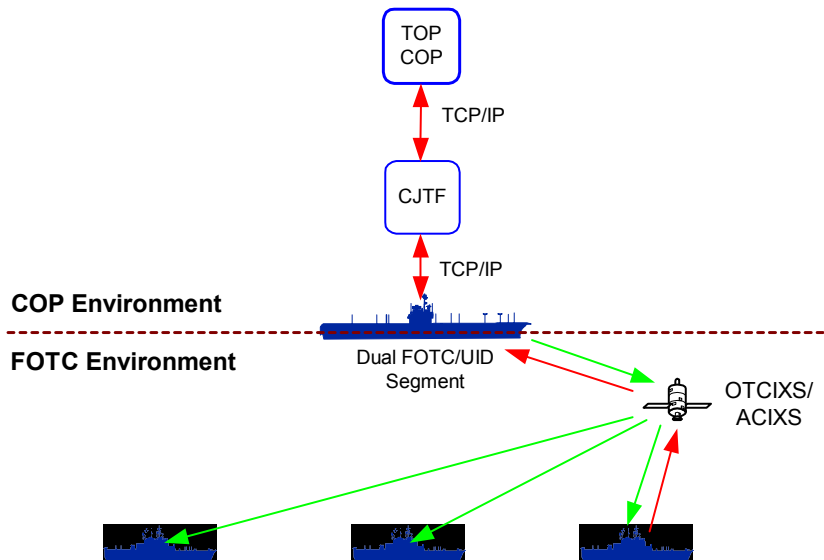 TOP
COP
TCP/IP
CJTF
TCP/IP
COP Environment
FOTC Environment
Dual FOTC/UID
Segment
OTCIXS/
ACIXS